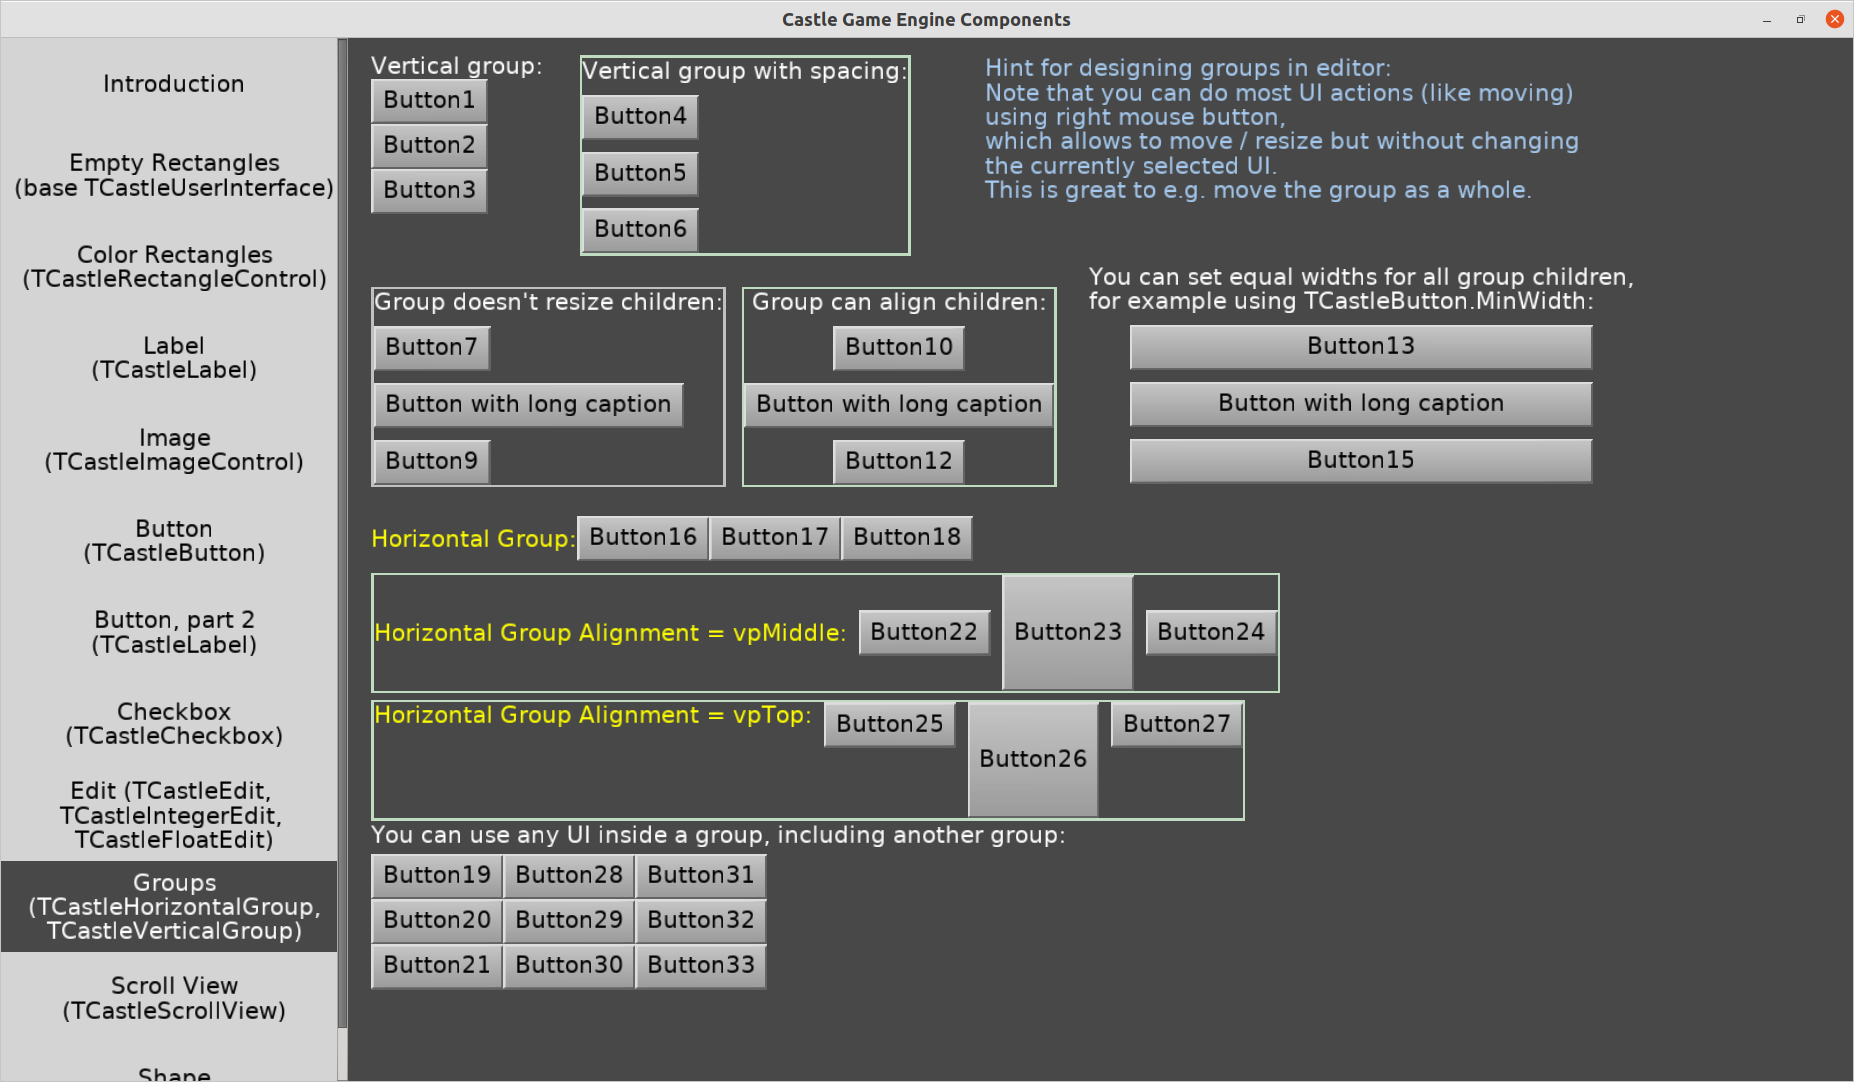 Castle Game Engine Components
Introduction
Empty Rectangles
(base TCastleUserInterface)
Color Rectangles
(TCastleRectangleControl)
Label
(TCastleLabel)
Image
(TCastleImageControl)
Button
(TCastleButton)
Button, part 2
(TCastleLabel)
Checkbox
(TCastleCheckbox)
Edit (TCastleEdit,
TCastleIntegerEdit,
TCastleFloatEdit)
Groups
(TCastleHorizontalGroup,
TCastleVerticalGroup)
Scroll View
(TCastleScrollView)
Shape
Vertical group:
Button1
Button2
Button3
Vertical group with spacing:
Button4
Button5
Button6
Hint for designing groups in editor:
Note that you can do most UI actions (like moving)
using right mouse button,
which allows to move / resize but without changing
the currently selected UI.
This is great to e.g. move the group as a whole.
Group doesn't resize children:
Button7
Button with long caption
Button9
Group can align children:
Button10
Button with long caption
Button12
You can set equal widths for all group children,
for example using TCastleButton.MinWidth:
Button13
Button with long caption
Button15
Horizontal Group: Button16 Button17 Button18
Horizontal Group Alignment = vpMiddle: Button22 Button23 Button24
Horizontal Group Alignment = vpTop: Button25 Button26 Button27
You can use any UI inside a group, including another group:
Button19 Button28 Button31
Button20 Button29 Button32
Button21 Button30 Button33